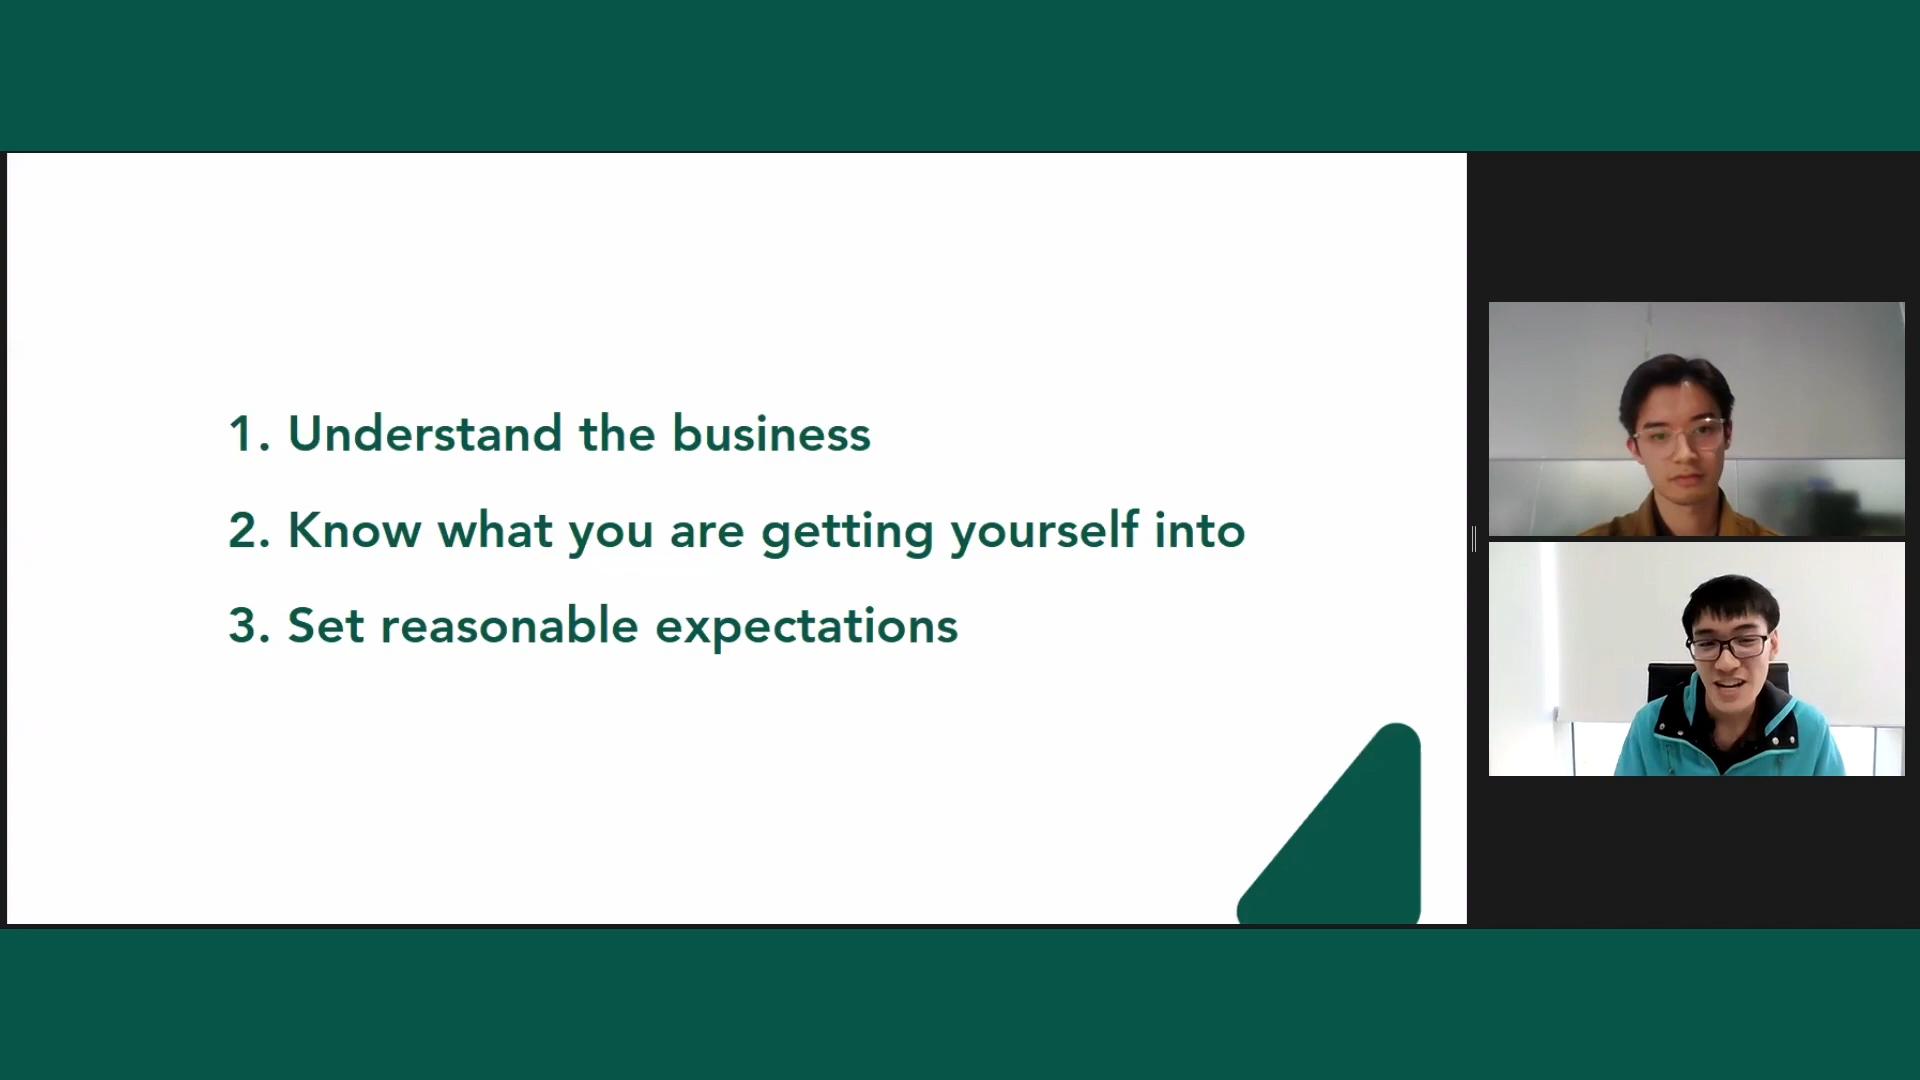 1. Understand the business
2. Know what you are getting yourself into
3. Set reasonable expectations